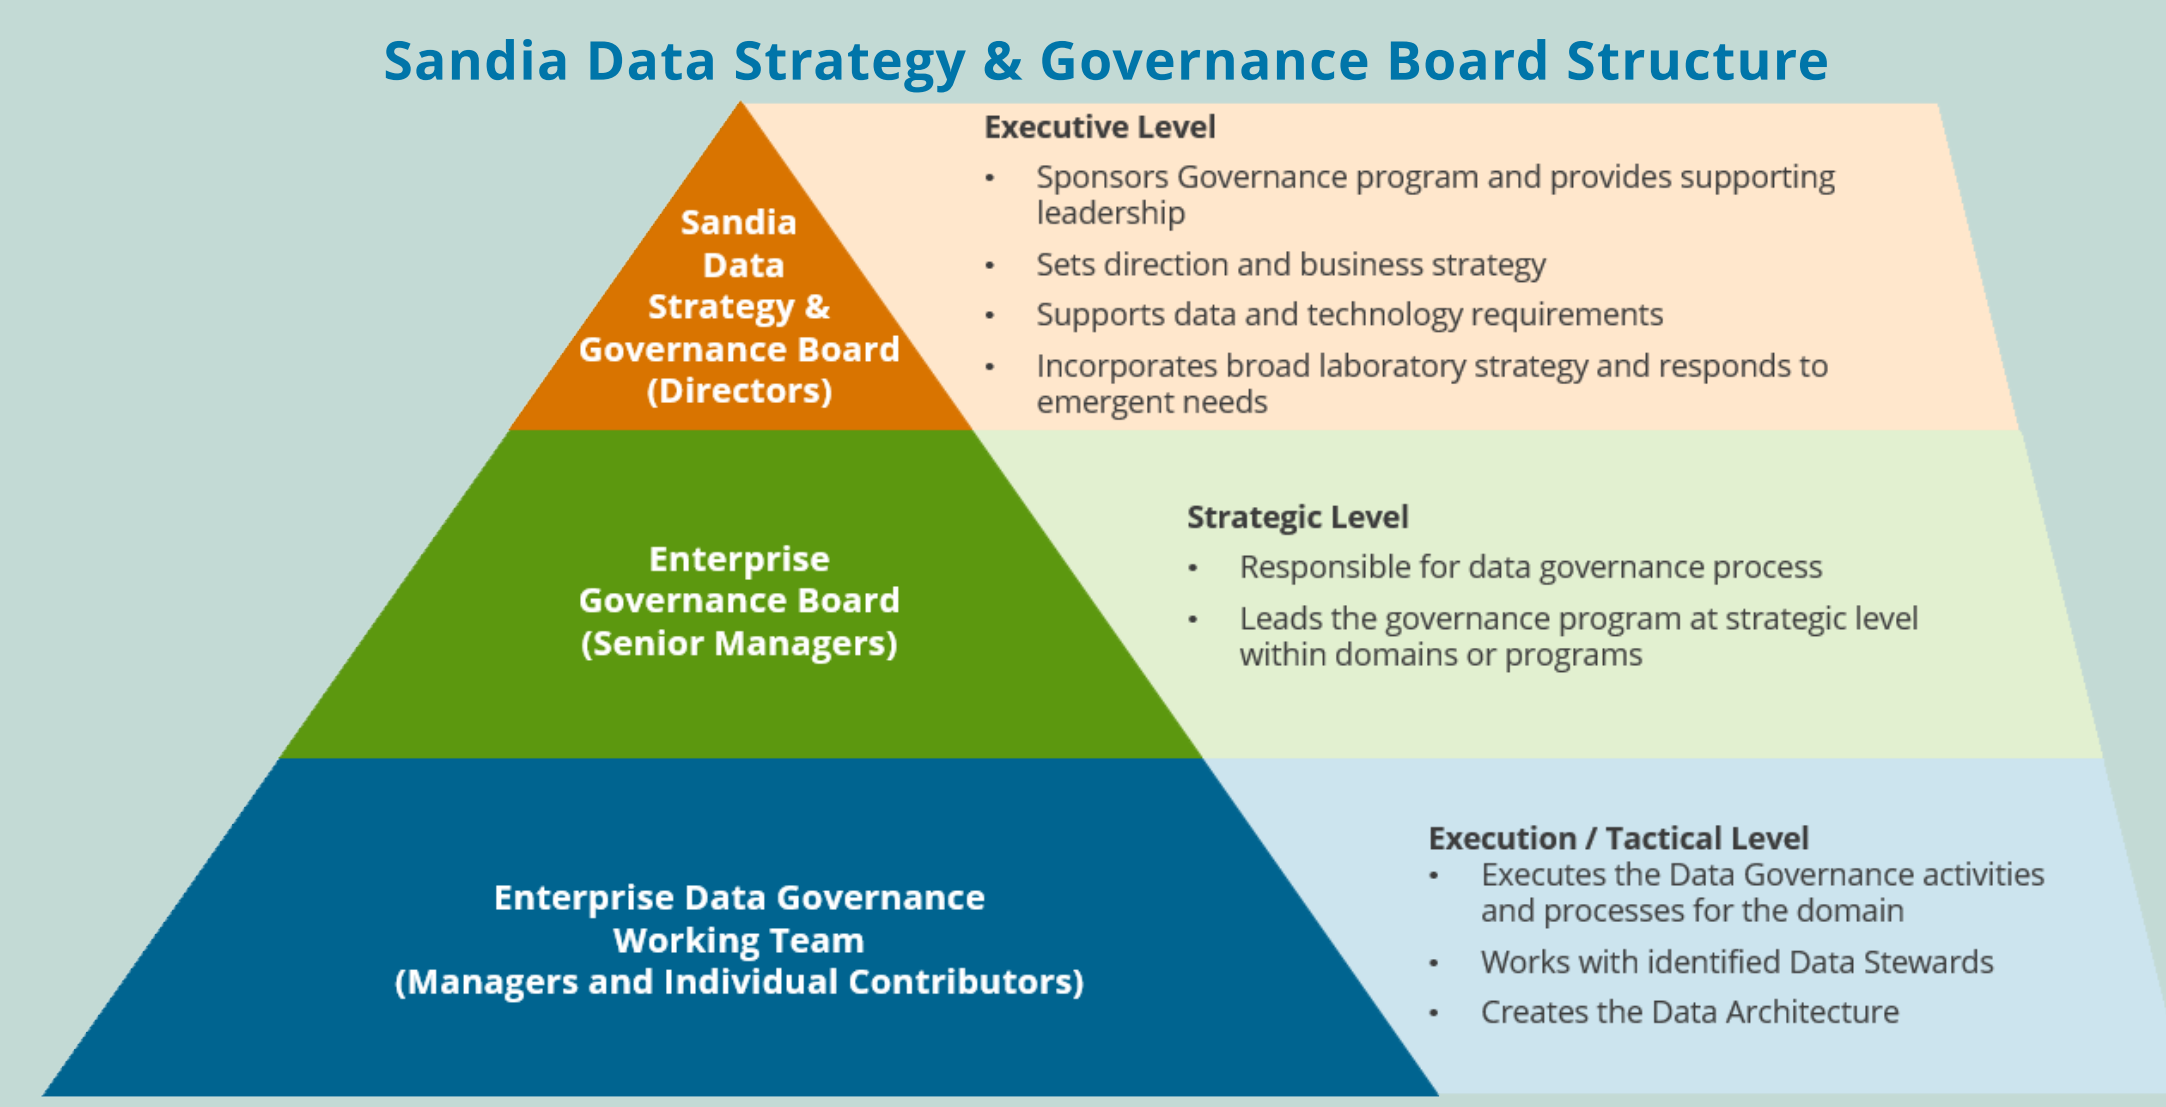 Sandia Data Strategy & Governance Board Structure
Sandia
Data
Strategy &
Governance Board
(Directors)
Executive Level
• Sponsors Governance program and provides supporting
leadership
• Sets direction and business strategy
• Supports data and technology requirements
• Incorporates broad laboratory strategy and responds to
emergent needs
Enterprise
Governance Board
(Senior Managers)
Strategic Level
• Responsible for data governance process
• Leads the governance program at strategic level
within domains or programs
Enterprise Data Governance
Working Team
(Managers and Individual Contributors)
Execution / Tactical Level
• Executes the Data Governance activities
and processes for the domain
• Works with identified Data Stewards
• Creates the Data Architecture